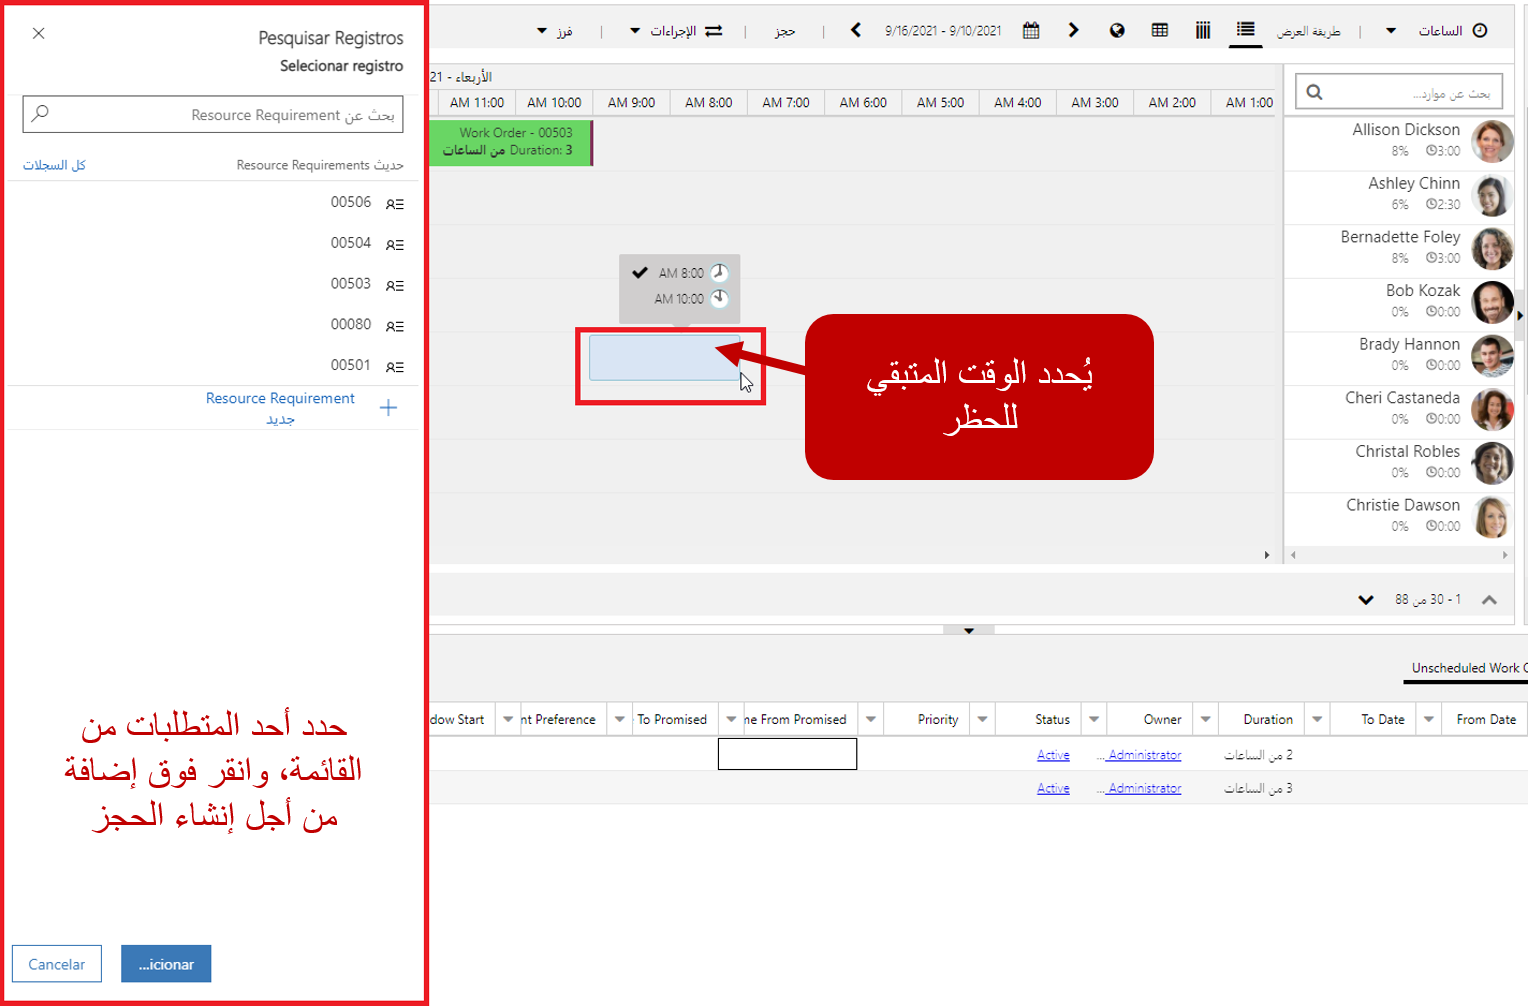 Pesquisar Registros
Selecionar registro
بحث عن Resource Requirement
حديث Resource Requirements
كل السجلات
00506
00504
00503
00080
00501
Resource Requirement
جديد
حدد أحد المتطلبات من
القائمة، وانقر فوق إضافة
من أجل إنشاء الحجز
...icionar
Cancelar
الساعات
طريقة العرض
9/16/2021 - 9/10/2021
حجز
الإجراءات
فرز
الأربعاء - 21
AM 1:00
AM 2:00
AM 3:00
AM 4:00
AM 5:00
AM 6:00
AM 7:00
AM 8:00
AM 9:00
AM 10:00
AM 11:00
Work Order - 00503
Duration: 3 من الساعات
AM 8:00
AM 10:00
يُحدد الوقت المتبقي
للحظر
بحث عن موارد...
Allison Dickson
8% 3:00
Ashley Chinn
6% 2:30
Bernadette Foley
8% 3:00
Bob Kozak
0% 0:00
Brady Hannon
0% 0:00
Cheri Castaneda
0% 0:00
Christal Robles
0% 0:00
Christie Dawson
0% 0:00
1 - 30 من 88
Unscheduled Work
From Date
To Date
Duration
Owner
Status
Priority
ne From Promised
To Promised
nt Preference
dow Start
2 من الساعات
Administrator ...
Active
3 من الساعات
Administrator ...
Active